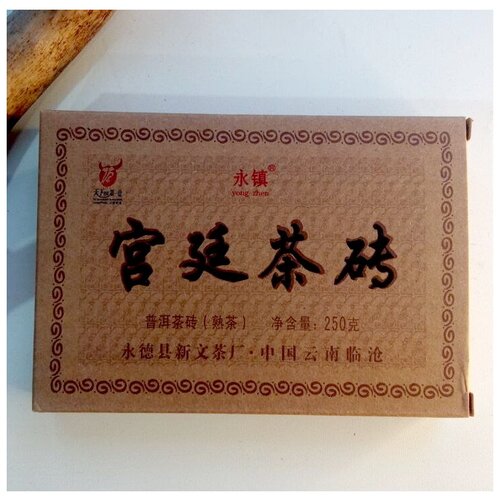 永镇®
yong zhen
宫廷茶砖
普洱茶砖(熟茶) 净含量:250克
永德县新文茶厂·中国云南临沧